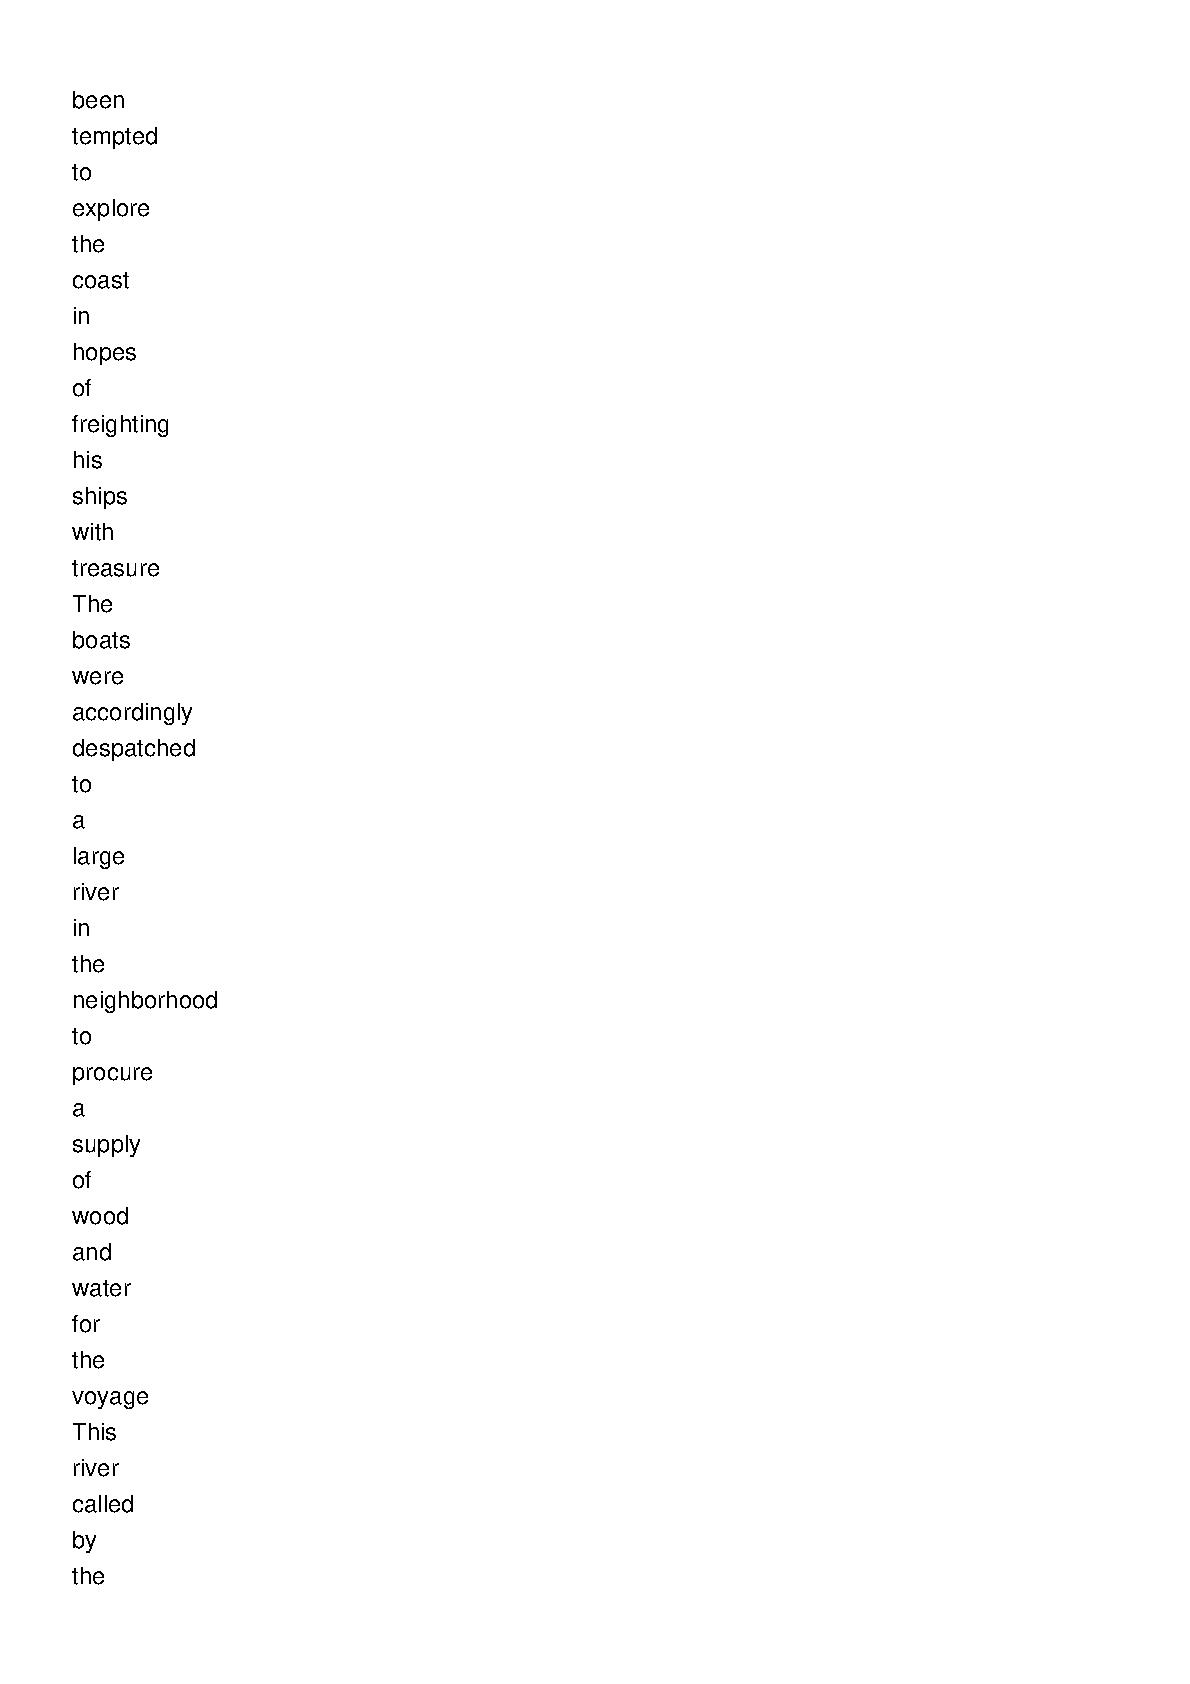 been
tempted
to
explore
the
coast
in
hopes
of
freighting
his
ships
with
treasure
The
boats
were
accordingly
despatched
to
a
large
river
in
the
neighborhood
to
procure
a
supply
of
wood
and
water
for
the
voyage
This
river
called
by
the